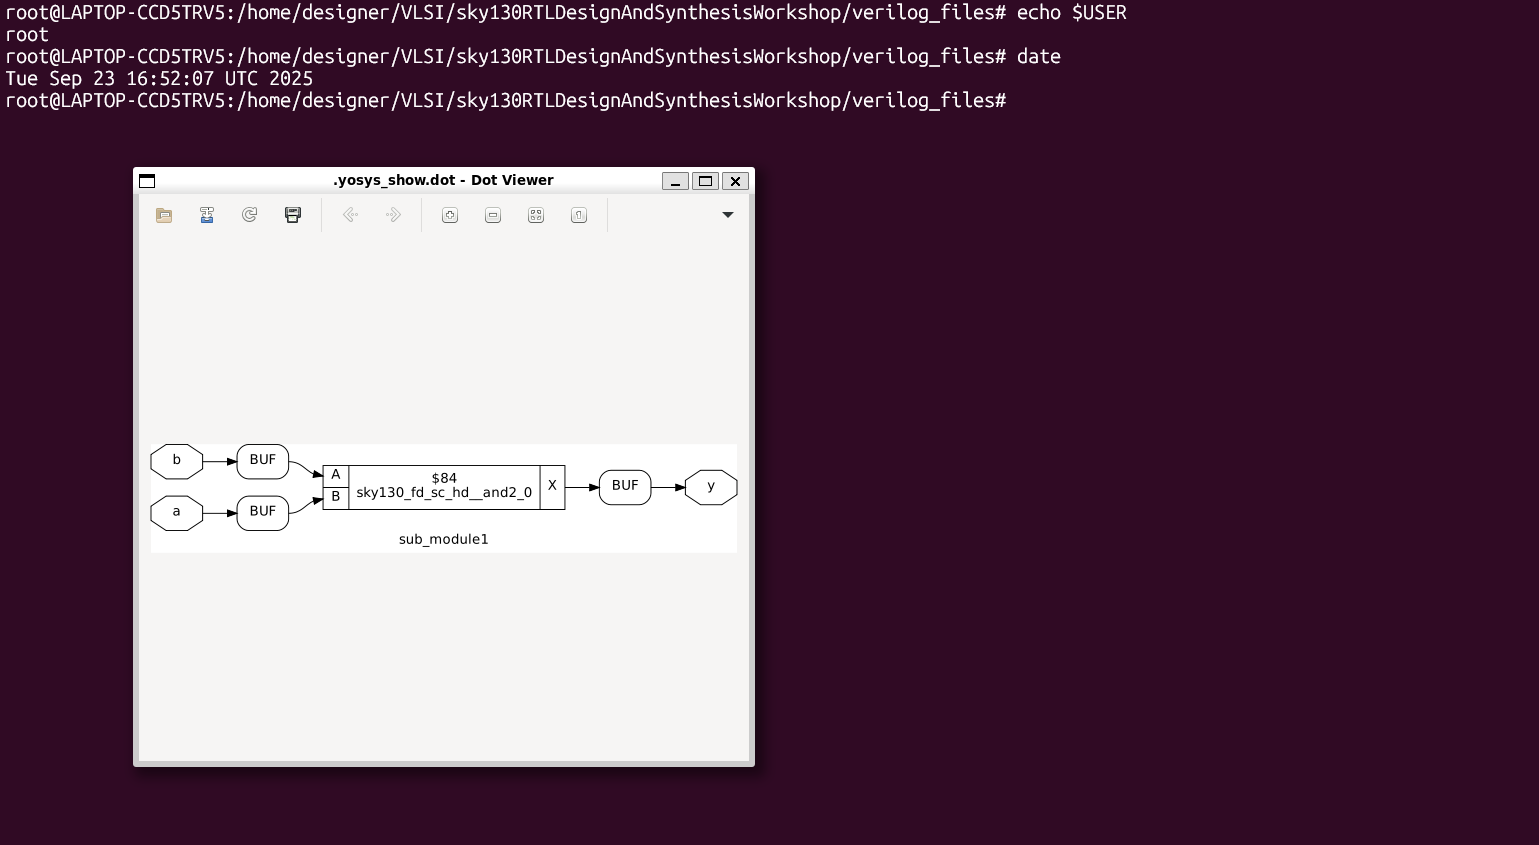 root@LAPTOP-CCD5TRV5:/home/designer/VLSI/sky130RTLDesignAndSynthesisWorkshop/verilog_files# echo $USER
root
root@LAPTOP-CCD5TRV5:/home/designer/VLSI/sky130RTLDesignAndSynthesisWorkshop/verilog_files# date
Tue Sep 23 16:52:07 UTC 2025
root@LAPTOP-CCD5TRV5:/home/designer/VLSI/sky130RTLDesignAndSynthesisWorkshop/verilog_files#
.yosys_show.dot - Dot Viewer
b
BUF
A
$84
sky130_fd_sc_hd__and2_0
X
BUF
y
a
BUF
B
sub_module1